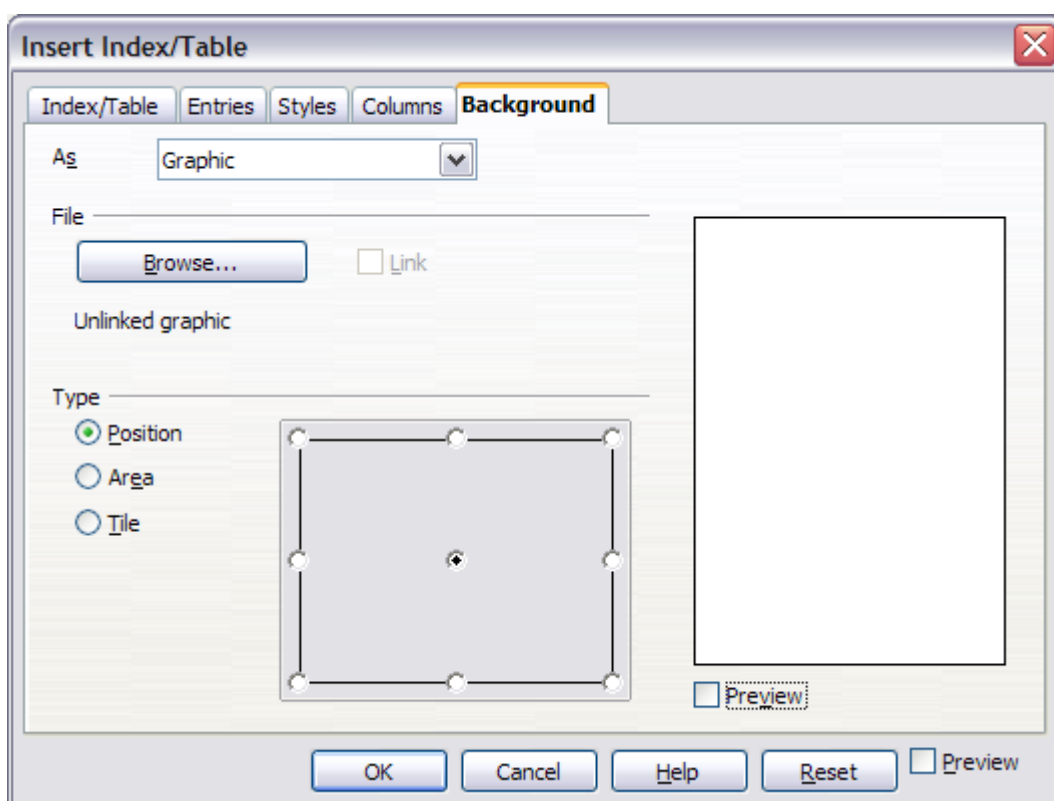 Insert Index/Table
Index/Table Entries Styles Columns Background
As Graphic
File
Browse... Link
Unlinked graphic
Type
Position
Area
Tile
Preview
OK Cancel Help Reset Preview